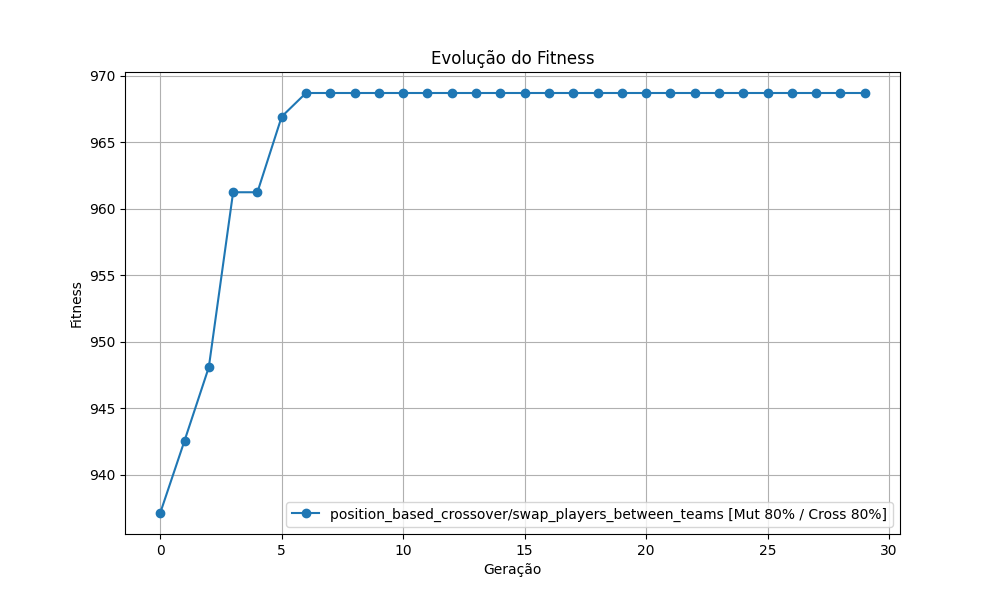 Evolução do Fitness
Fitness
970
965
960
955
950
945
940
position_based_crossover/swap_players_between_teams [Mut 80% / Cross 80%]
0 5 10 15 20 25 30
Geração